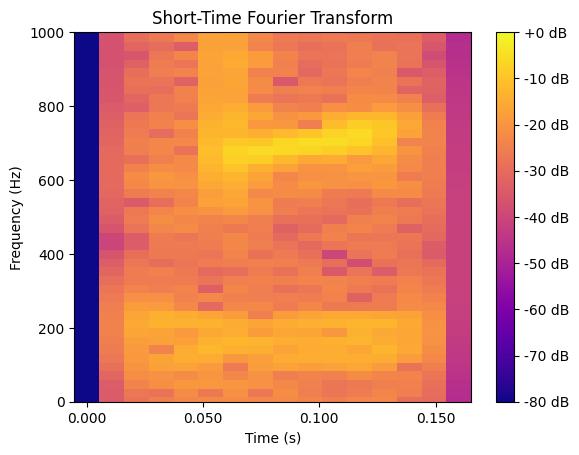 Short-Time Fourier Transform
1000
800
600
400
200
0
Frequency (Hz)
0.000
0.050
0.100
0.150
Time (s)
+0 dB
-10 dB
-20 dB
-30 dB
-40 dB
-50 dB
-60 dB
-70 dB
-80 dB